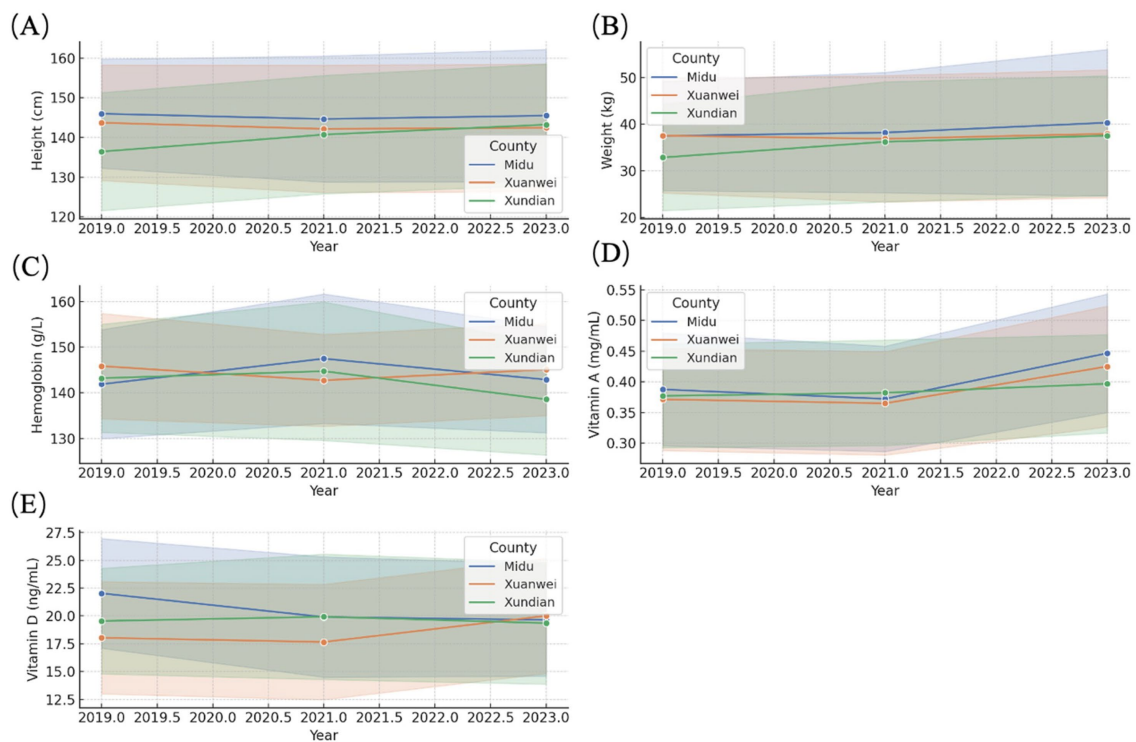 (A)
160
150
140
130
120
Height (cm)
County
Midu
Xuanwei
Xundian
2019.0 2019.5 2020.0 2020.5 2021.0 2021.5 2022.0 2022.5 2023.0
Year
(B)
50
40
30
20
Weight (kg)
County
Midu
Xuanwei
Xundian
2019.0 2019.5 2020.0 2020.5 2021.0 2021.5 2022.0 2022.5 2023.0
Year
(C)
160
150
140
130
Hemoglobin (g/L)
County
Midu
Xuanwei
Xundian
2019.0 2019.5 2020.0 2020.5 2021.0 2021.5 2022.0 2022.5 2023.0
Year
(D)
0.55
0.50
0.45
0.40
0.35
0.30
Vitamin A (mg/mL)
County
Midu
Xuanwei
Xundian
2019.0 2019.5 2020.0 2020.5 2021.0 2021.5 2022.0 2022.5 2023.0
Year
(E)
27.5
25.0
22.5
20.0
17.5
15.0
12.5
Vitamin D (ng/mL)
County
Midu
Xuanwei
Xundian
2019.0 2019.5 2020.0 2020.5 2021.0 2021.5 2022.0 2022.5 2023.0
Year